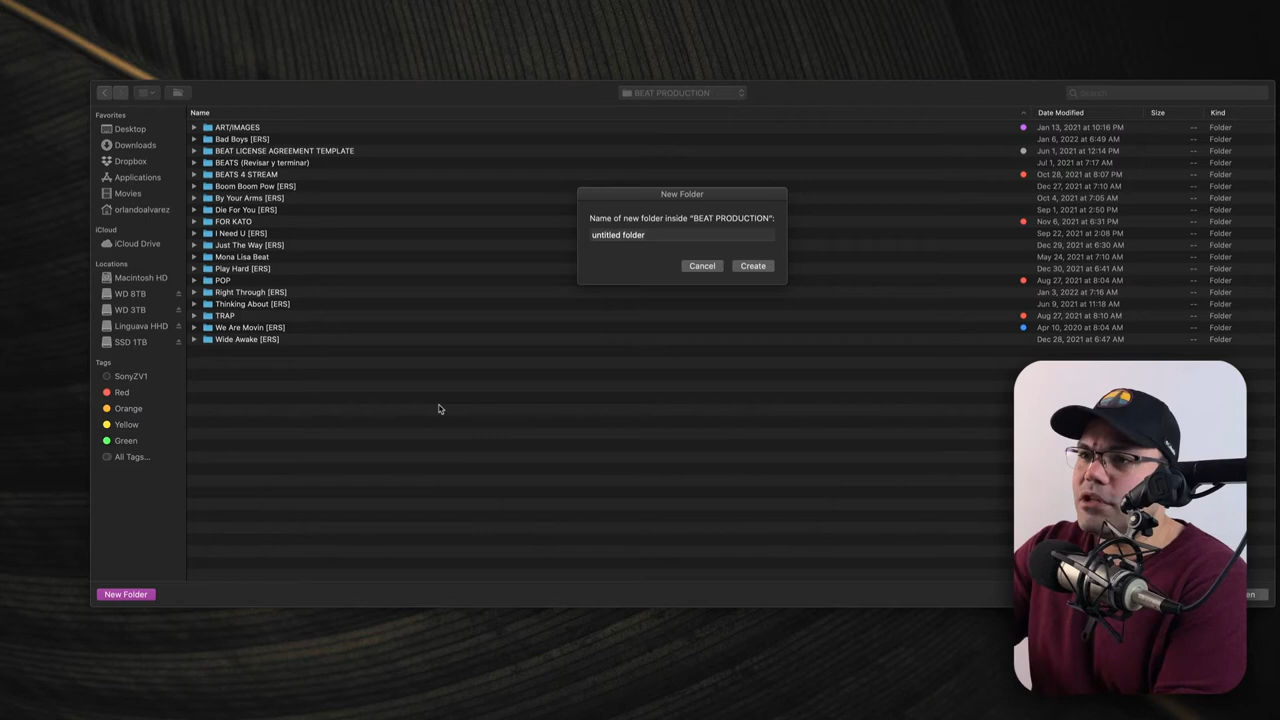 BEAT PRODUCTION
Search
Favorites
Desktop
Downloads
Dropbox
Applications
Movies
orlandoalvarez
iCloud
iCloud Drive
Locations
Macintosh HD
WD 8TB
WD 3TB
Linguava HHD
SSD 1TB
Tags
SonyZV1
Red
Orange
Yellow
Green
All Tags...
Name Date Modified Size Kind
ART/IMAGES Jan 13, 2021 at 10:16 PM -- Folder
Bad Boys [ERS] Jan 6, 2022 at 6:49 AM -- Folder
BEAT LICENSE AGREEMENT TEMPLATE Jun 1, 2021 at 12:14 PM -- Folder
BEATS (Revisar y terminar) Jul 1, 2021 at 7:17 AM -- Folder
BEATS 4 STREAM Oct 28, 2021 at 8:07 PM -- Folder
Boom Boom Pow [ERS] Dec 27, 2021 at 7:10 AM -- Folder
By Your Arms [ERS] Oct 4, 2021 at 7:05 AM -- Folder
Die For You [ERS] Sep 1, 2021 at 2:50 PM -- Folder
FOR KATO Nov 6, 2021 at 6:31 PM -- Folder
I Need U [ERS] Sep 22, 2021 at 2:08 PM -- Folder
Just The Way [ERS] Dec 29, 2021 at 6:30 AM -- Folder
Mona Lisa Beat May 24, 2021 at 7:10 AM -- Folder
Play Hard [ERS] Dec 30, 2021 at 6:41 AM -- Folder
POP Aug 27, 2021 at 8:04 AM -- Folder
Right Through [ERS] Jan 3, 2022 at 7:16 AM -- Folder
Thinking About [ERS] Jun 9, 2021 at 11:18 AM -- Folder
TRAP Aug 27, 2021 at 8:10 AM -- Folder
We Are Movin [ERS] Apr 10, 2020 at 8:04 AM -- Folder
Wide Awake [ERS] Dec 28, 2021 at 6:47 AM -- Folder
New Folder
Name of new folder inside “BEAT PRODUCTION”:
untitled folder
Cancel Create
New Folder